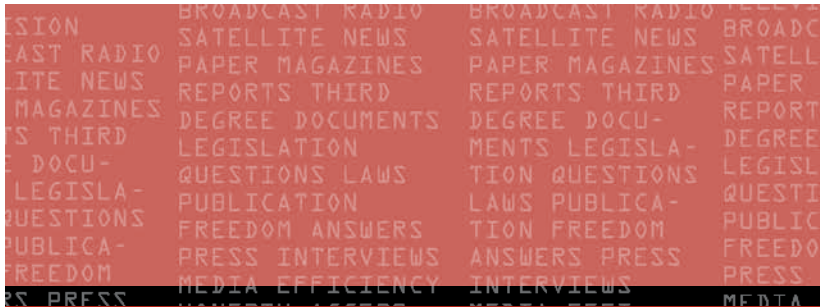 ISION
CAST RADIO
LITE NEWS
MAGAZINES
TS THIRD
E DOCU-
LEGISLA-
QUESTIONS
PUBLICA-
FREEDOM
RS PRESS
BROADCAST RADIO
SATELLITE NEWS
PAPER MAGAZINES
REPORTS THIRD
DEGREE DOCUMENTS
LEGISLATION
QUESTIONS LAWS
PUBLICATION
FREEDOM ANSWERS
PRESS INTERVIEWS
MEDIA EFFICIENCY
BROADCAST RADIO
SATELLITE NEWS
PAPER MAGAZINES
REPORTS THIRD
DEGREE DOCU-
MENTS LEGISLA-
TION QUESTIONS
LAWS PUBLICA-
TION FREEDOM
ANSWERS PRESS
INTERVIEWS
BROADC
SATELL
PAPER
REPORT
DEGREE
LEGISL
QUESTI
PUBLIC
FREEDO
PRESS
MEDIA